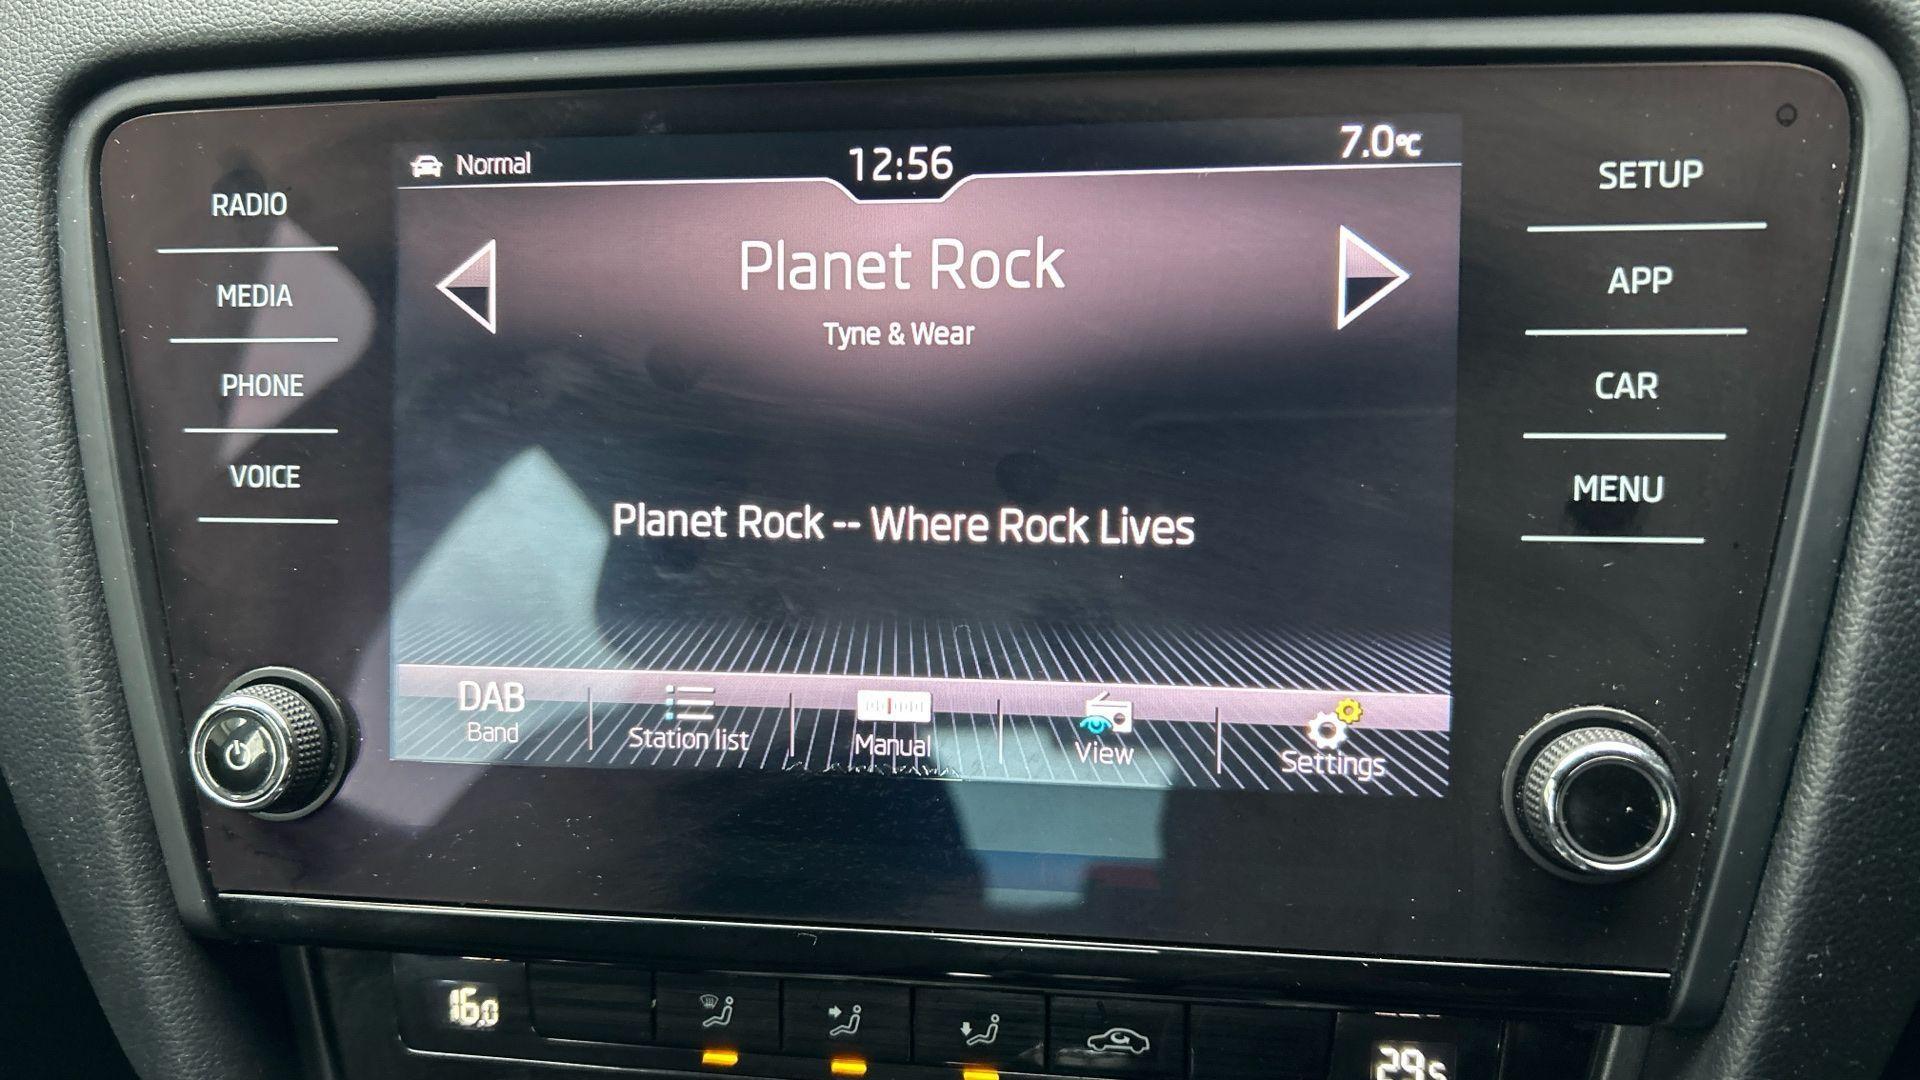 Normal
12:56
7.0°C
RADIO
MEDIA
PHONE
VOICE
Planet Rock
Tyne & Wear
Planet Rock -- Where Rock Lives
SETUP
APP
CAR
MENU
DAB
Band
Station list
Manual
View
Settings
16.0
29.5